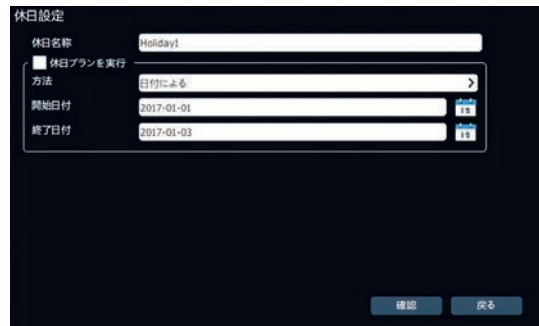 休日設定
休日名称 Holiday1
休日プランを実行
方法 日付による
開始日付 2017-01-01
終了日付 2017-01-03
確認 戻る